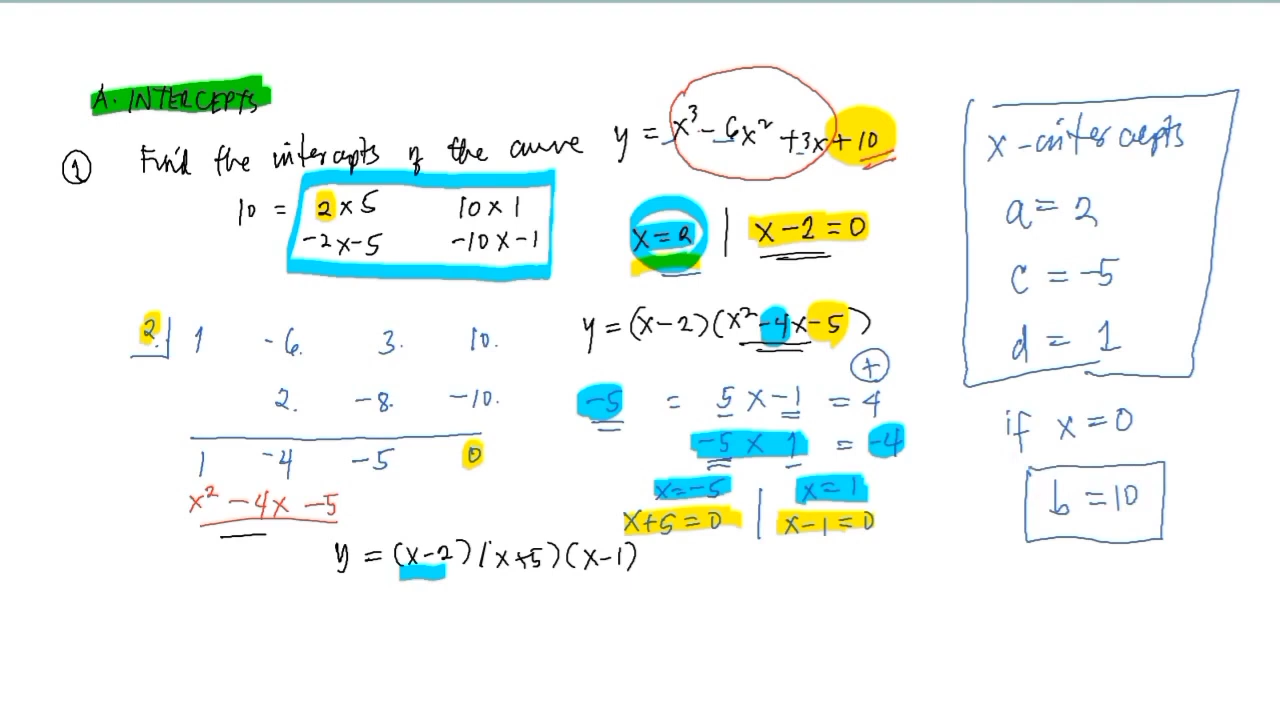 A. INTERCEPTS
① Find the intercepts of the curve y = x³ - 6x² + 3x + 10
10 = 2 x 5 10 x 1
-2 x -5 -10 x -1
x = 2 | x - 2 = 0
2 | 1 -6. 3. 10.
2. -8. -10.
1 -4 -5 0
x² - 4x - 5
y = (x-2)(x² - 4x - 5)
+
-5 = 5 x -1 = 4
-5 x 1 = -4
x = -5 | x = 1
x + 5 = 0 | x - 1 = 0
y = (x-2)(x+5)(x-1)
x-intercepts
a = 2
c = -5
d = 1
if x = 0
b = 10